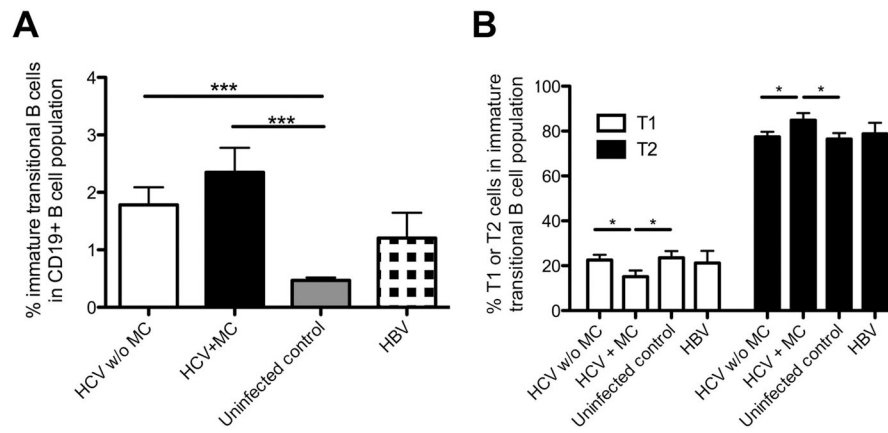 A
% immature transitional B cells
in CD19+ B cell population
4
3
2
1
0
***
***
HCV w/o MC
HCV+MC
Uninfected control
HBV
B
% T1 or T2 cells in immature
transitional B cell population
100
80
60
40
20
0
T1
T2
*
*
*
*
HCV w/o MC
HCV + MC
Uninfected control
HBV
HCV w/o MC
HCV + MC
Uninfected control
HBV